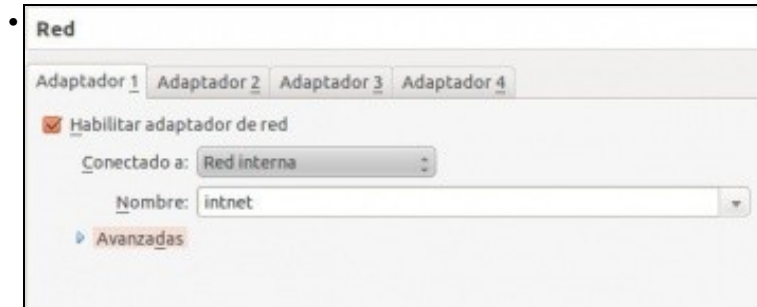 Red
Adaptador 1 Adaptador 2 Adaptador 3 Adaptador 4
Habilitar adaptador de red
Conectado a: Red interna
Nombre: intnet
Avanzadas